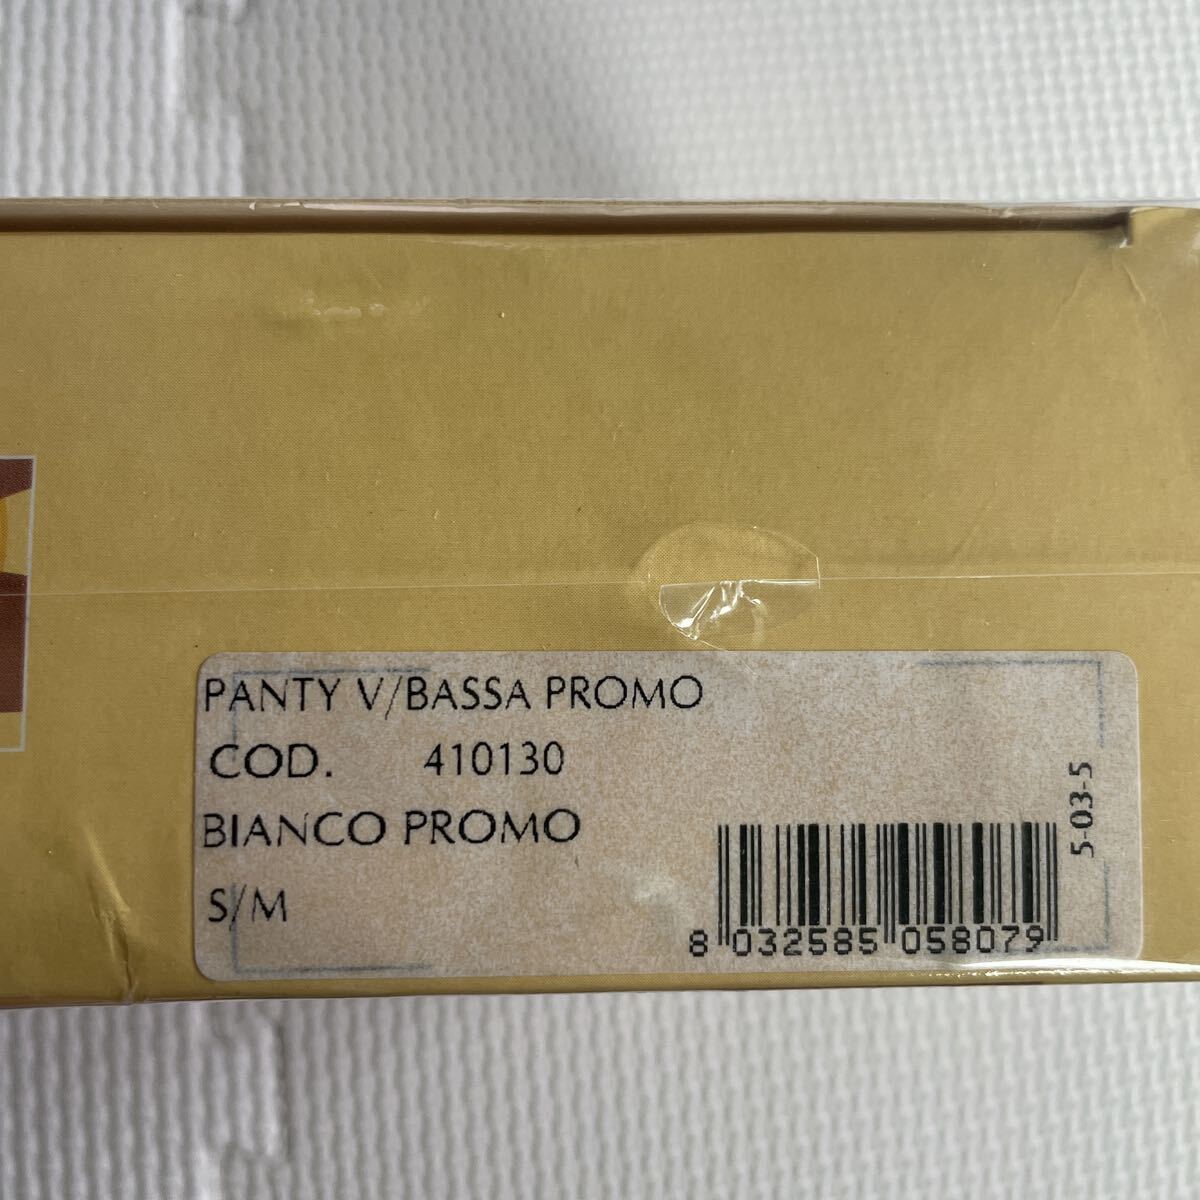 PANTY V/BASSA PROMO
COD. 410130
BIANCO PROMO
S/M
5-03-5
8 032585 058079